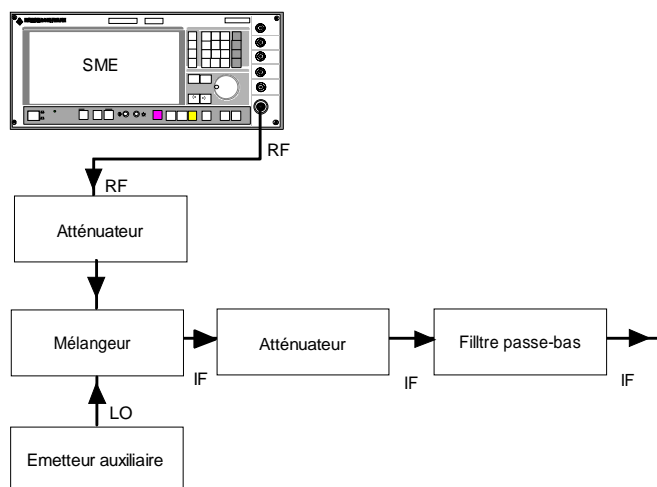 SME
RF
RF
Atténuateur
Mélangeur
IF
Atténuateur
IF
Filltre passe-bas
IF
LO
Emetteur auxiliaire